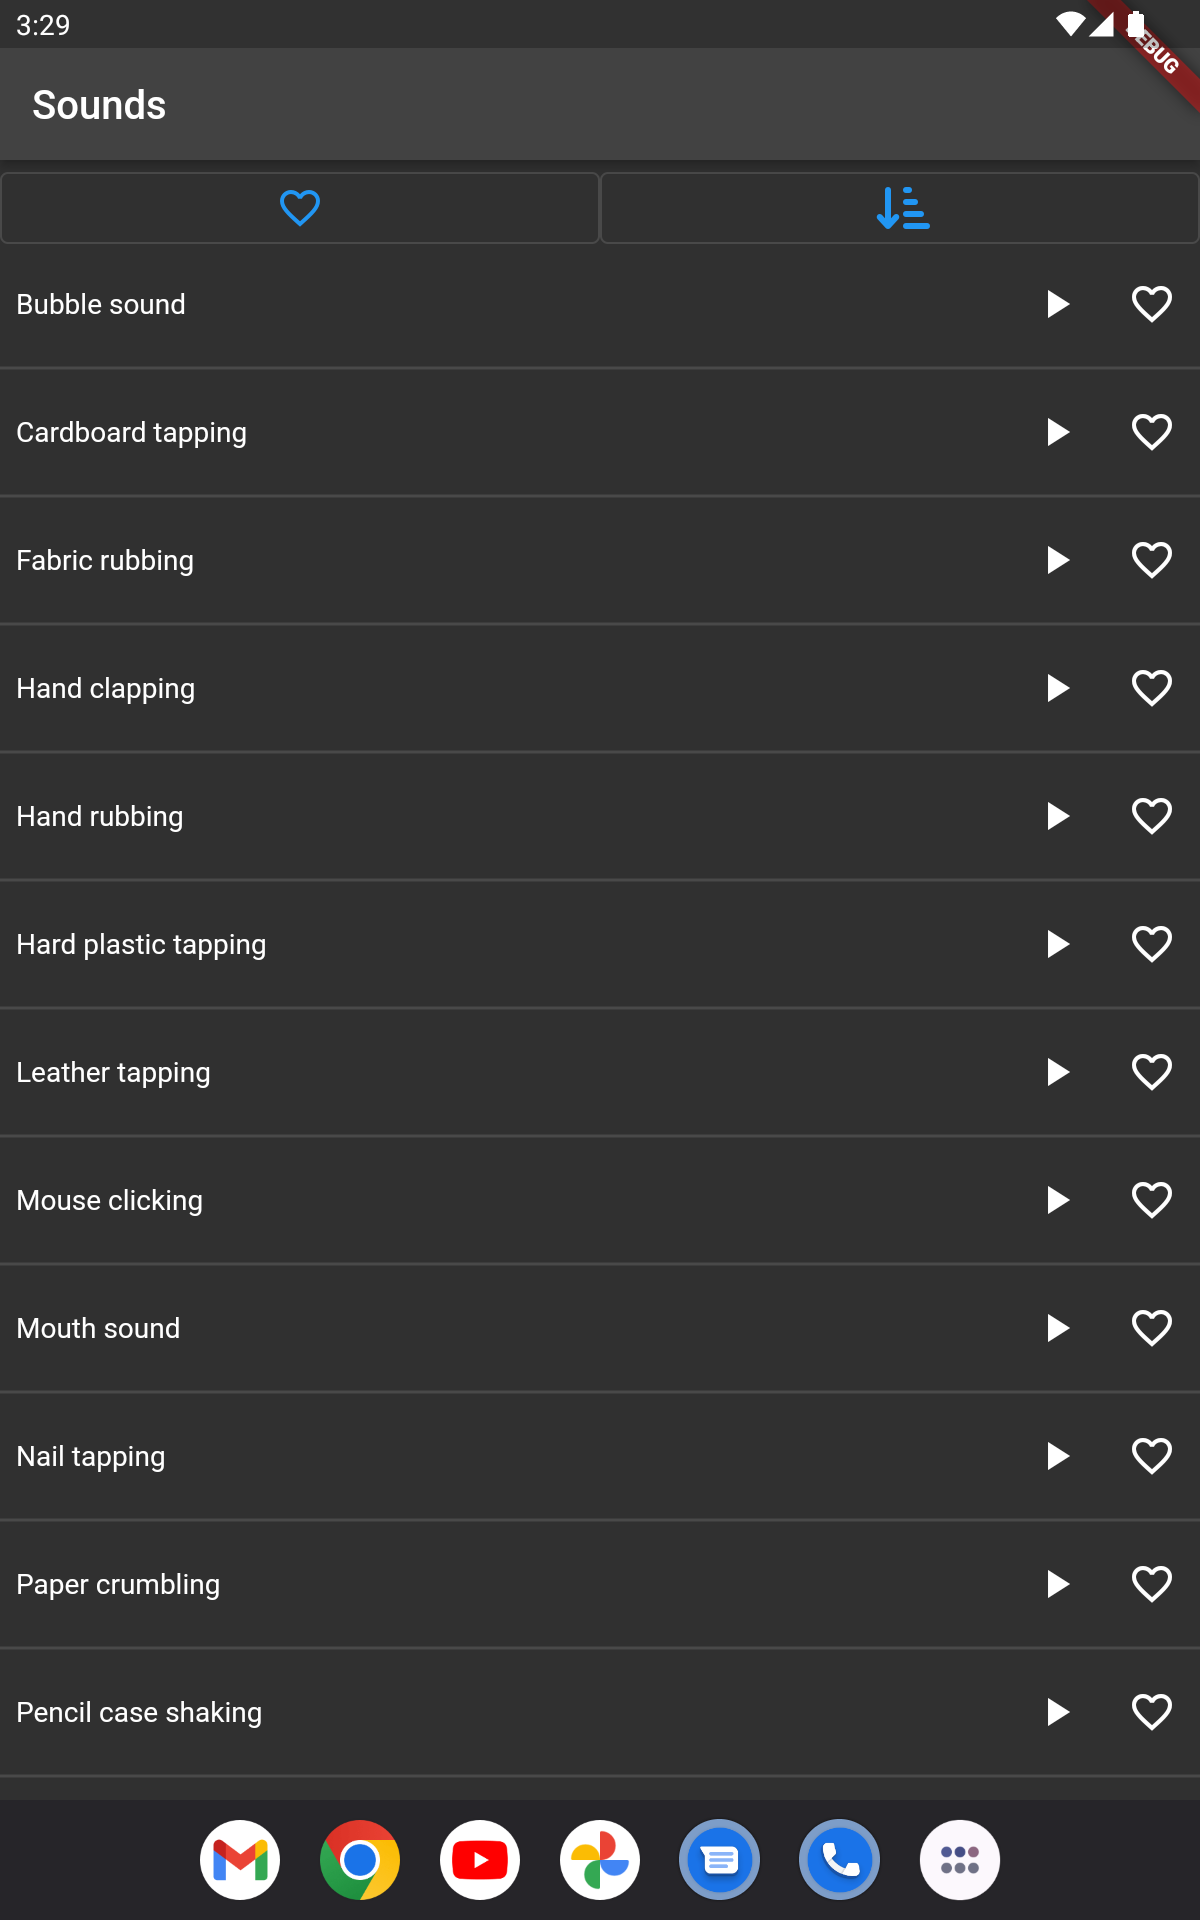 3:29
DEBUG
Sounds
Bubble sound
Cardboard tapping
Fabric rubbing
Hand clapping
Hand rubbing
Hard plastic tapping
Leather tapping
Mouse clicking
Mouth sound
Nail tapping
Paper crumbling
Pencil case shaking